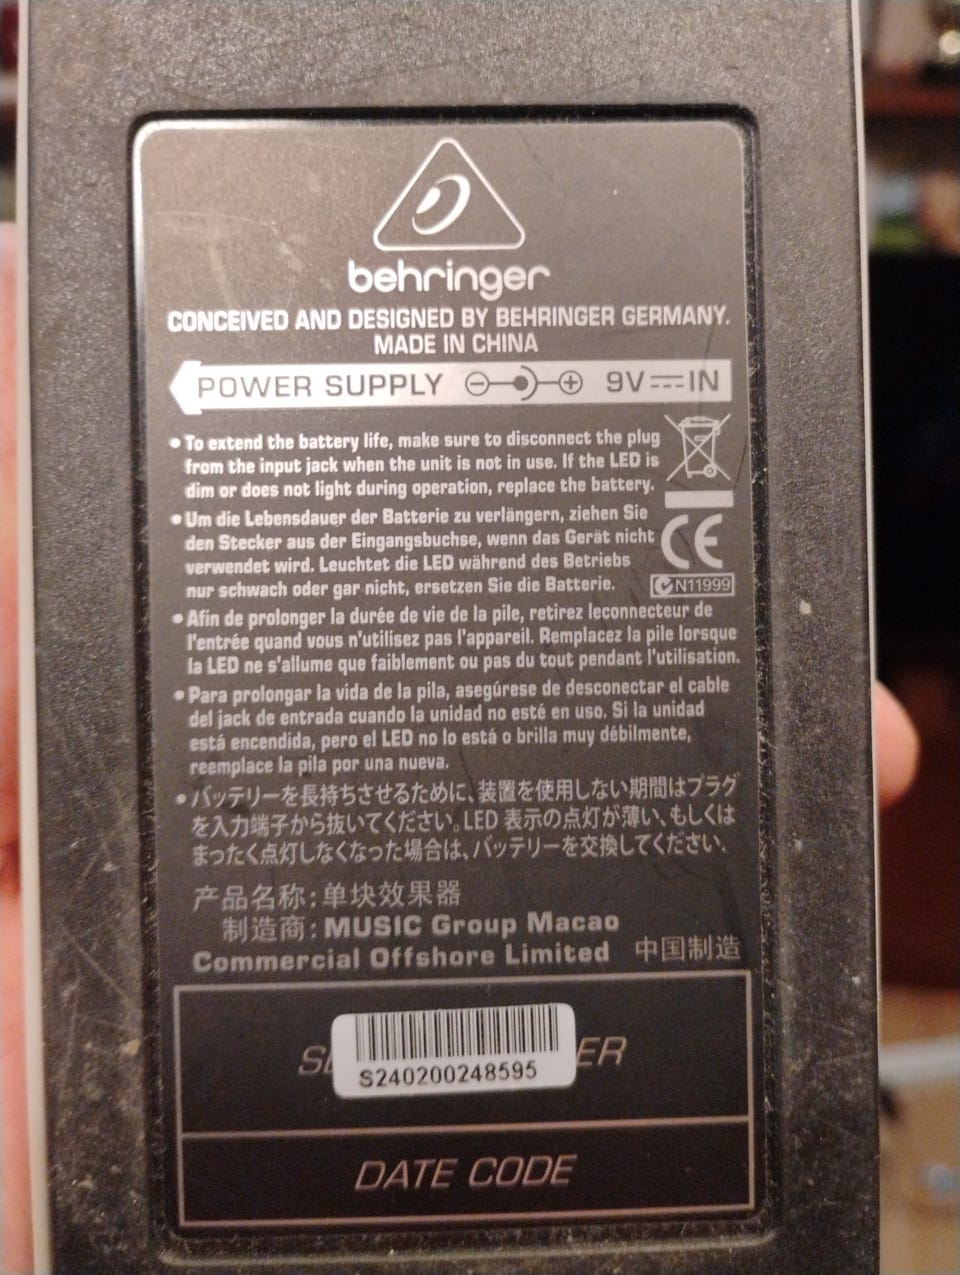 behringer
CONCEIVED AND DESIGNED BY BEHRINGER GERMANY.
MADE IN CHINA
POWER SUPPLY 9V IN
• To extend the battery life, make sure to disconnect the plug
from the input jack when the unit is not in use. If the LED is
dim or does not light during operation, replace the battery.
• Um die Lebensdauer der Batterie zu verlängern, ziehen Sie
den Stecker aus der Eingangsbuchse, wenn das Gerät nicht
verwendet wird. Leuchtet die LED während des Betriebs
nur schwach oder gar nicht, ersetzen Sie die Batterie.
CE
N11999
• Afin de prolonger la durée de vie de la pile, retirez leconnecteur de
l'entrée quand vous n'utilisez pas l'appareil. Remplacez la pile lorsque
la LED ne s'allume que faiblement ou pas du tout pendant l'utilisation.
• Para prolongar la vida de la pila, asegúrese de desconectar el cable
del jack de entrada cuando la unidad no esté en uso. Si la unidad
está encendida, pero el LED no lo está o brilla muy débilmente,
reemplace la pila por una nueva.
• バッテリーを長持ちさせるために、装置を使用しない期間はプラグ
を入力端子から抜いてください。LED 表示の点灯が薄い、もしくは
まったく点灯しなくなった場合は、バッテリーを交換してください.
产品名称: 单块效果器
制造商: MUSIC Group Macao
Commercial Offshore Limited 中国制造
S ER
S240200248595
DATE CODE